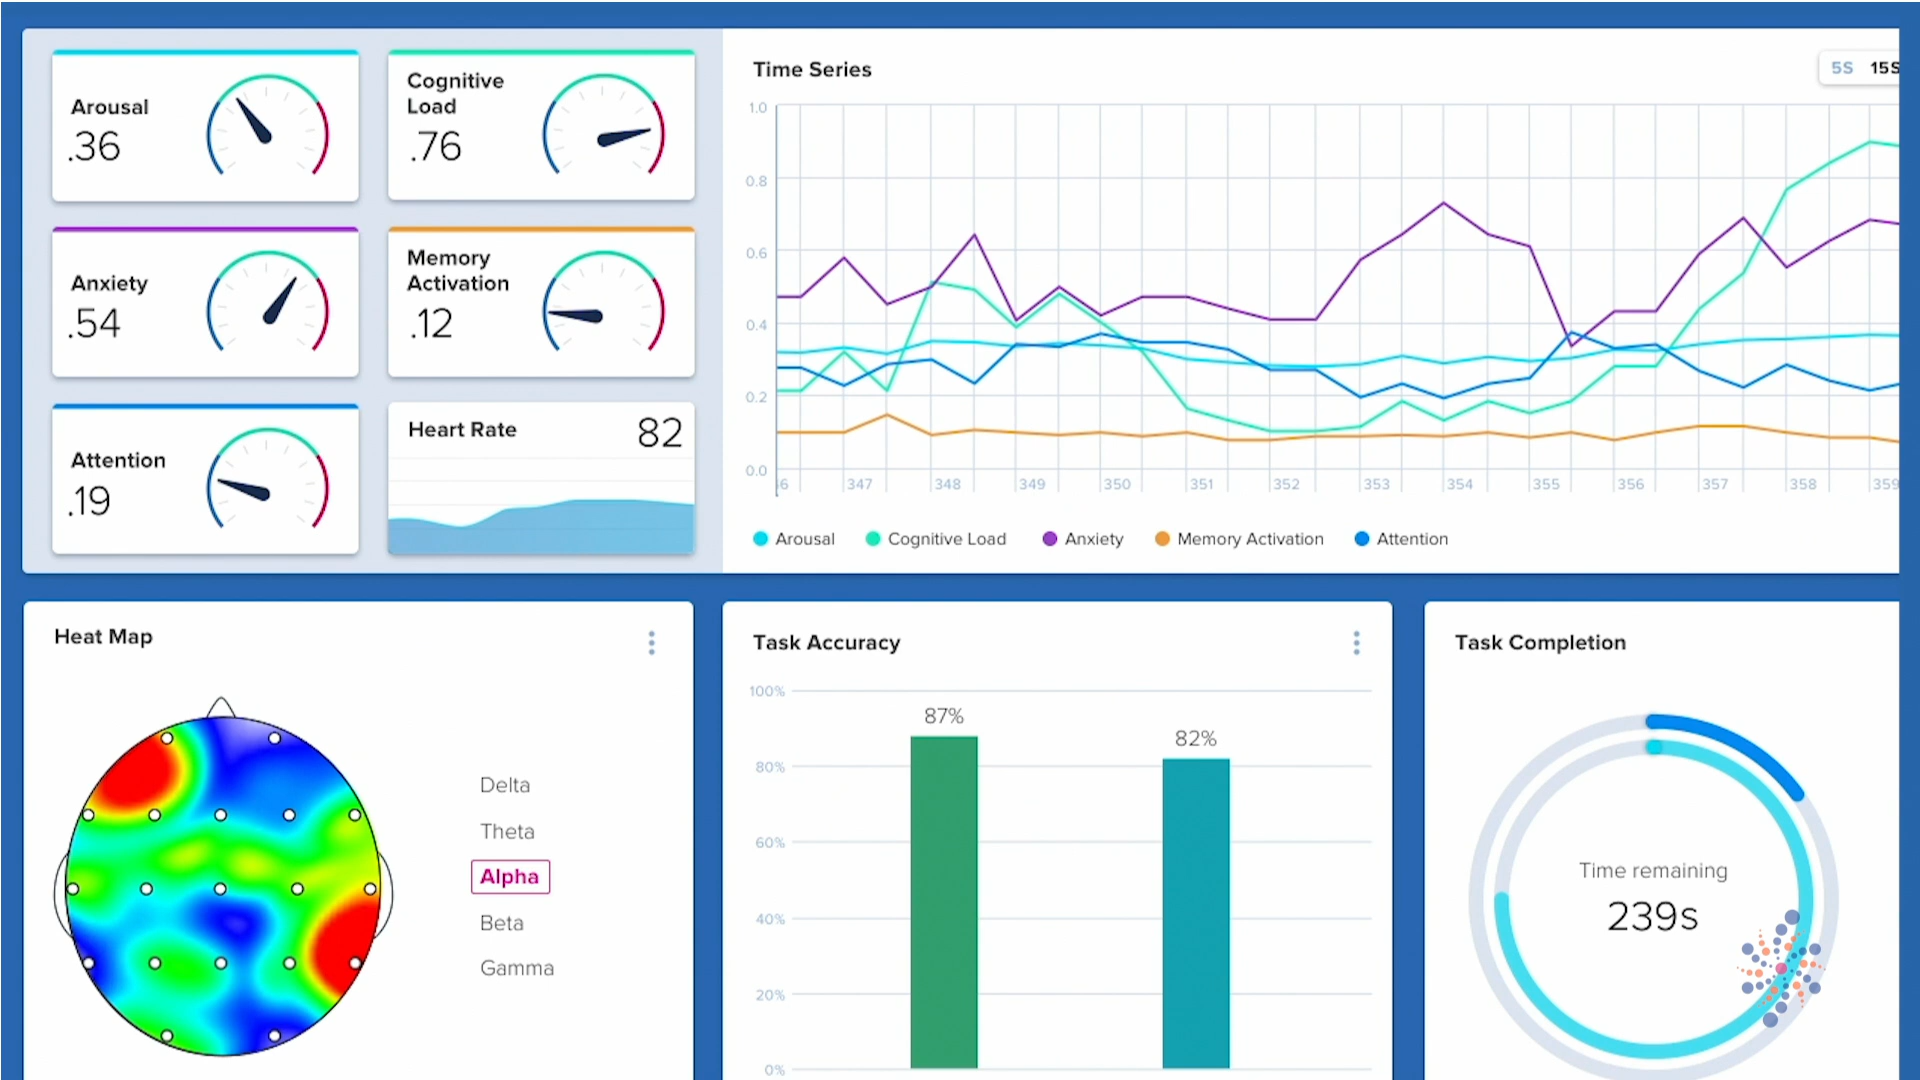 Arousal
.36
Cognitive
Load
.76
Anxiety
.54
Memory
Activation
.12
Attention
.19
Heart Rate
82
Time Series
5S 15S
1.0
0.8
0.6
0.4
0.2
0.0
6 347 348 349 350 351 352 353 354 355 356 357 358 359
Arousal Cognitive Load Anxiety Memory Activation Attention
Heat Map
Delta
Theta
Alpha
Beta
Gamma
Task Accuracy
100%
80%
60%
40%
20%
0%
87%
82%
Task Completion
Time remaining
239s